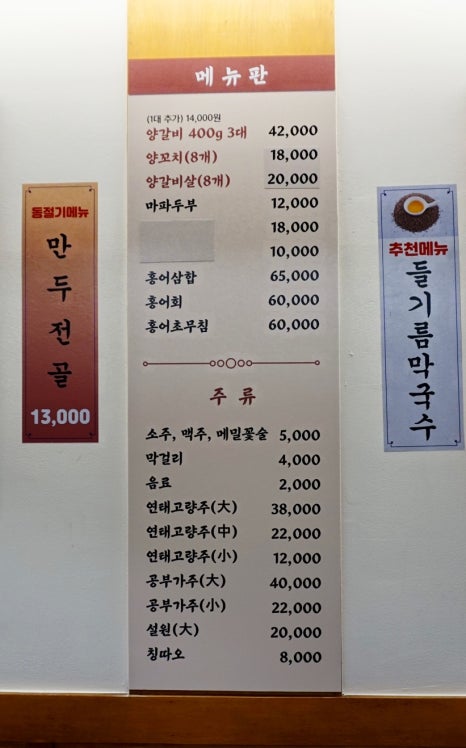 메뉴판
(1대 추가) 14,000원
양갈비 400g 3대 42,000
양꼬치(8개) 18,000
양갈비살(8개) 20,000
마파두부 12,000
18,000
10,000
홍어삼합 65,000
홍어회 60,000
홍어초무침 60,000
주류
소주, 맥주, 메밀꽃술 5,000
막걸리 4,000
음료 2,000
연태고량주(大) 38,000
연태고량주(中) 22,000
연태고량주(小) 12,000
공부가주(大) 40,000
공부가주(小) 22,000
설원(大) 20,000
칭따오 8,000
동절기메뉴
만두전골
13,000
추천메뉴
들기름막국수